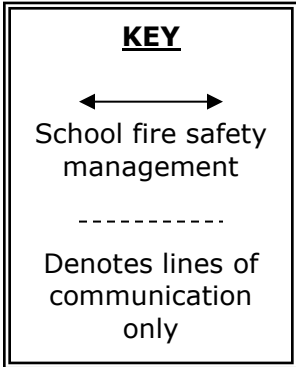 KEY
School fire safety
management
Denotes lines of
communication
only